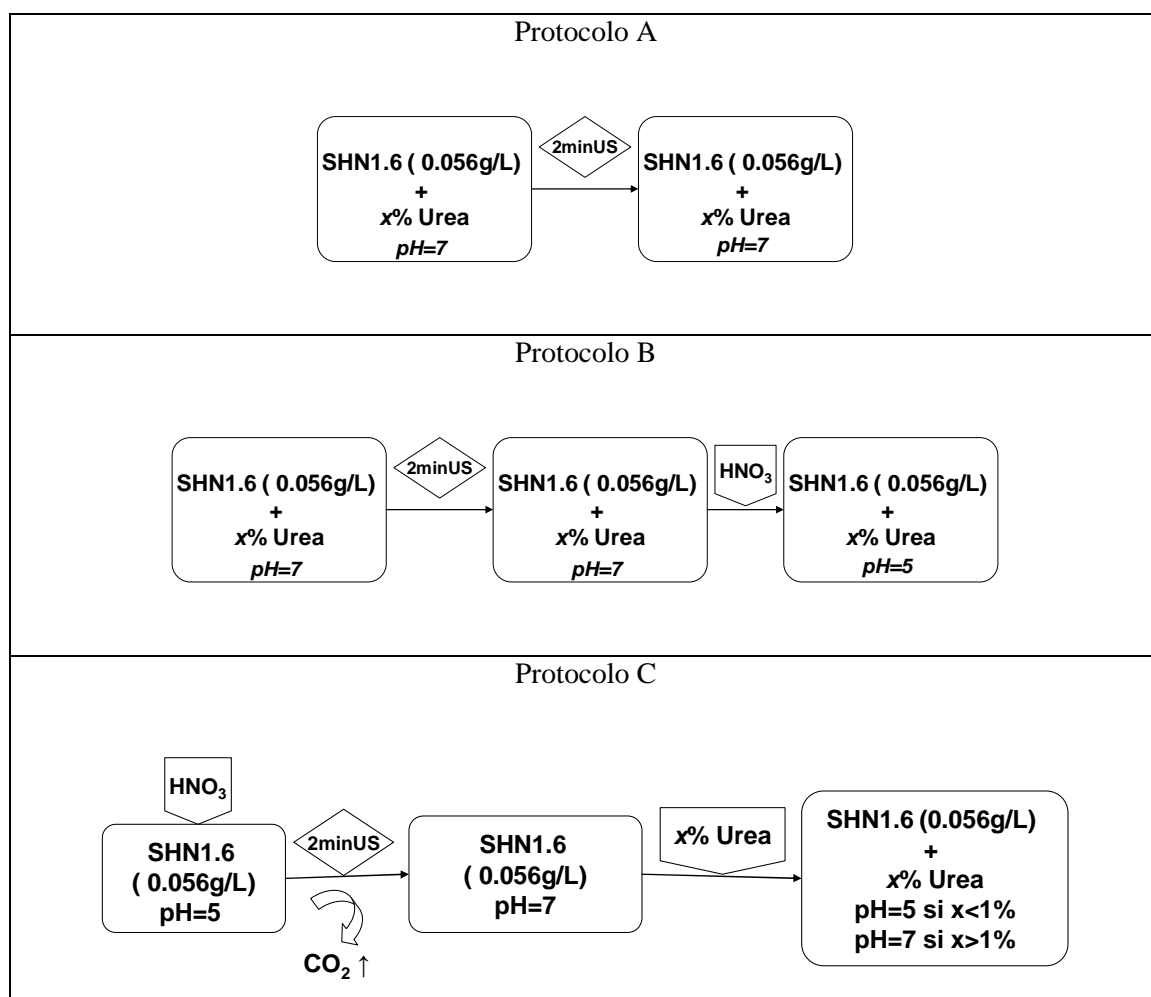 Protocolo A
SHN1.6 ( 0.056g/L)
+
x% Urea
pH=7
2minUS
SHN1.6 ( 0.056g/L)
+
x% Urea
pH=7
Protocolo B
SHN1.6 ( 0.056g/L)
+
x% Urea
pH=7
2minUS
SHN1.6 ( 0.056g/L)
+
x% Urea
pH=7
HNO₃
SHN1.6 ( 0.056g/L)
+
x% Urea
pH=5
Protocolo C
HNO₃
SHN1.6
( 0.056g/L)
pH=5
2minUS
CO₂ ↑
SHN1.6
( 0.056g/L)
pH=7
x% Urea
SHN1.6 (0.056g/L)
+
x% Urea
pH=5 si x<1%
pH=7 si x>1%